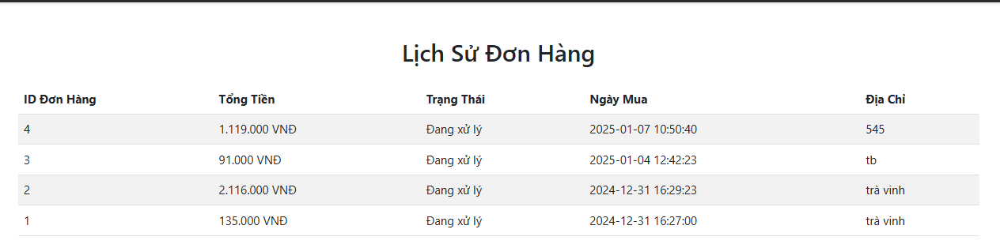 Lịch Sử Đơn Hàng
ID Đơn Hàng Tổng Tiền Trạng Thái Ngày Mua Địa Chỉ
4 1.119.000 VNĐ Đang xử lý 2025-01-07 10:50:40 545
3 91.000 VNĐ Đang xử lý 2025-01-04 12:42:23 tb
2 2.116.000 VNĐ Đang xử lý 2024-12-31 16:29:23 trà vinh
1 135.000 VNĐ Đang xử lý 2024-12-31 16:27:00 trà vinh